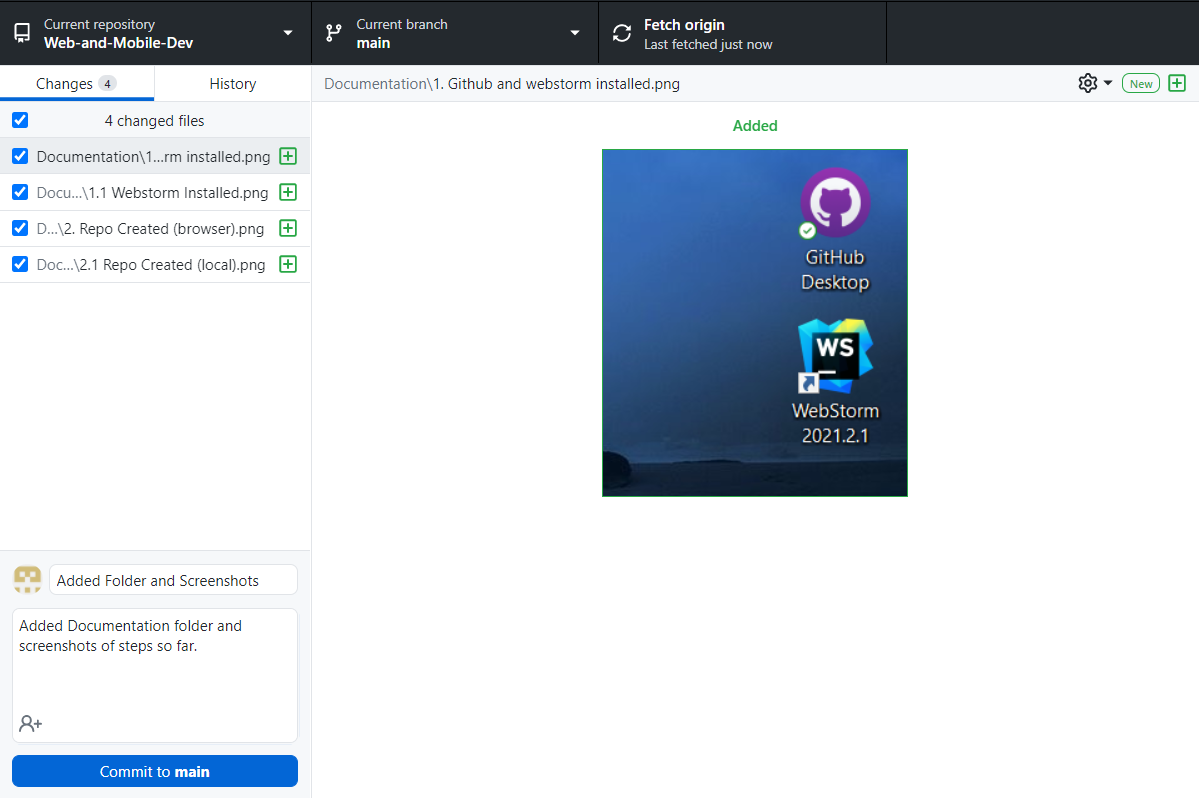 Current repository
Web-and-Mobile-Dev
Current branch
main
Fetch origin
Last fetched just now
Changes 4
History
Documentation\1. Github and webstorm installed.png
New
4 changed files
Documentation\1...rm installed.png
Docu...\1.1 Webstorm Installed.png
D...\2. Repo Created (browser).png
Doc...\2.1 Repo Created (local).png
Added
GitHub
Desktop
WS
WebStorm
2021.2.1
Added Folder and Screenshots
Added Documentation folder and
screenshots of steps so far.
Commit to main